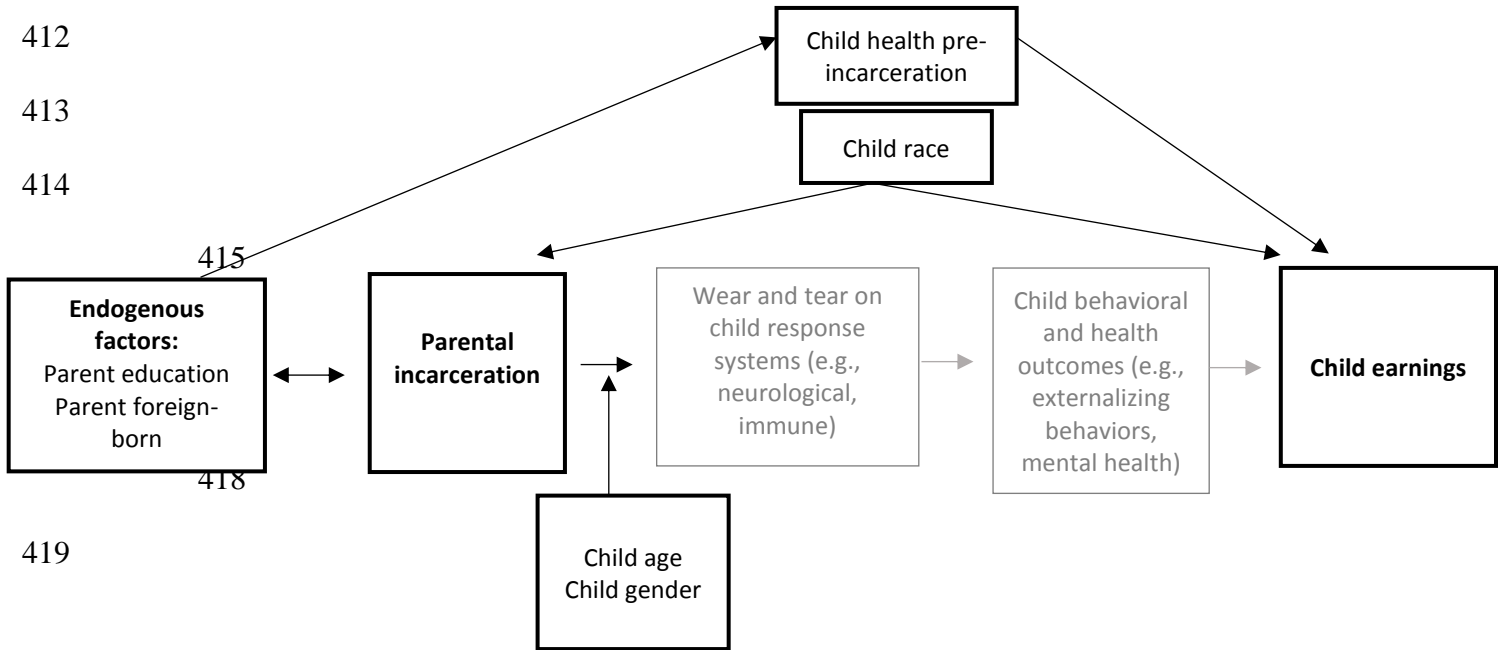 412
Child health pre-
incarceration
413
Child race
414
415
Endogenous
factors:
Parent education
Parent foreign-
born
418
Parental
incarceration
Wear and tear on
child response
systems (e.g.,
neurological,
immune)
Child behavioral
and health
outcomes (e.g.,
externalizing
behaviors,
mental health)
Child earnings
419
Child age
Child gender